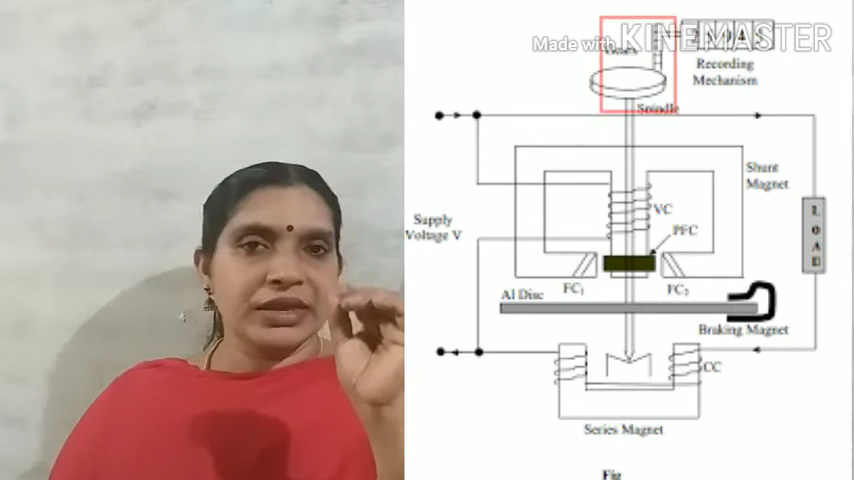 Made with KINEMASTER
Recording
Mechanism
Spindle
Shunt
Magnet
VC
Supply
Voltage V
PFC
L
O
A
D
FC₁
FC₂
Al Disc
Braking Magnet
CC
Series Magnet
Fig